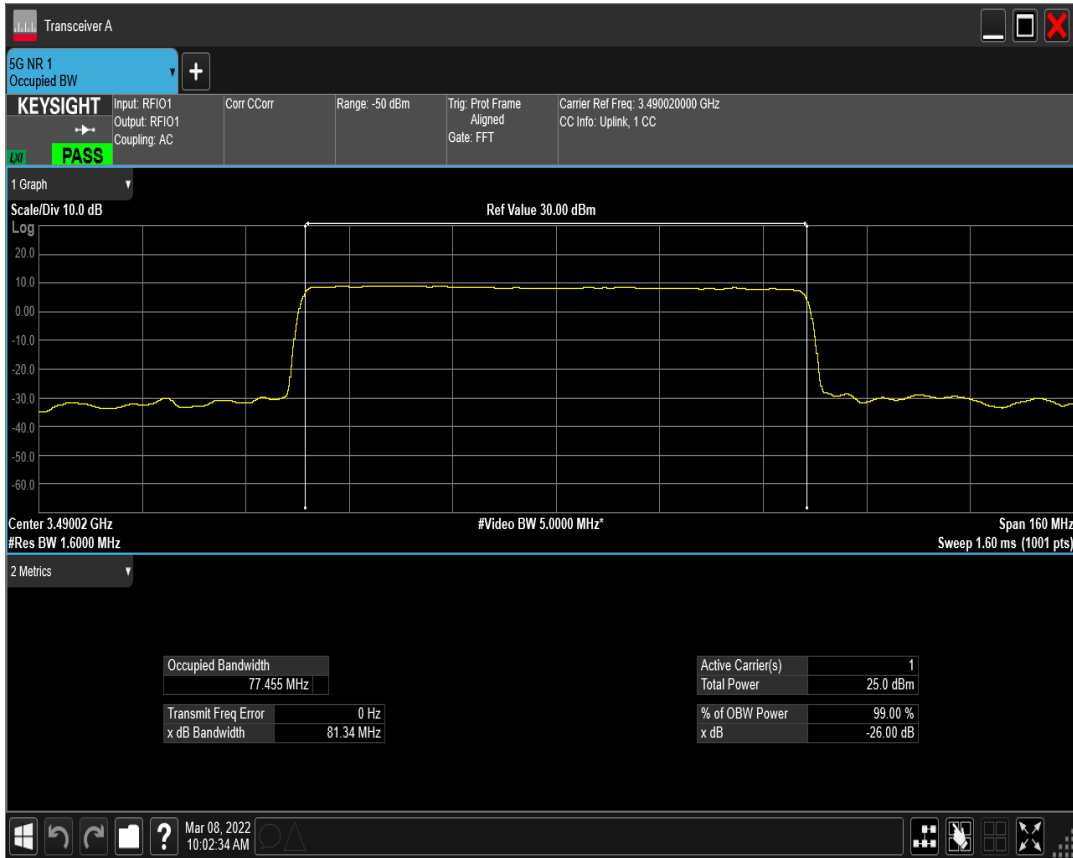 Transceiver A
5G NR 1
Occupied BW
+
KEYSIGHT
LXI PASS
Input: RFIO1
Output: RFIO1
Coupling: AC
Corr CCorr
Range: -50 dBm
Trig: Prot Frame
Aligned
Gate: FFT
Carrier Ref Freq: 3.490020000 GHz
CC Info: Uplink, 1 CC
1 Graph
Scale/Div 10.0 dB
Ref Value 30.00 dBm
Log
20.0
10.0
0.00
-10.0
-20.0
-30.0
-40.0
-50.0
-60.0
Center 3.49002 GHz
#Video BW 5.0000 MHz*
Span 160 MHz
#Res BW 1.6000 MHz
Sweep 1.60 ms (1001 pts)
2 Metrics
Occupied Bandwidth
77.455 MHz
Transmit Freq Error 0 Hz
x dB Bandwidth 81.34 MHz
Active Carrier(s) 1
Total Power 25.0 dBm
% of OBW Power 99.00 %
x dB -26.00 dB
?
Mar 08, 2022
10:02:34 AM